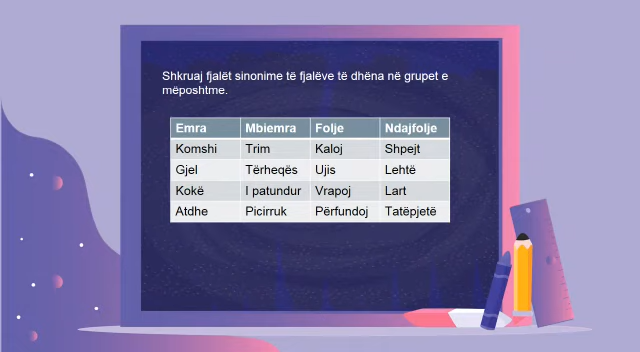 Shkruaj fjalët sinonime të fjalëve të dhëna në grupet e
mëposhtme.
Emra Mbiemra Folje Ndajfolje
Komshi Trim Kaloj Shpejt
Gjel Tërheqës Ujis Lehtë
Kokë I patundur Vrapoj Lart
Atdhe Picirruk Përfundoj Tatëpjetë